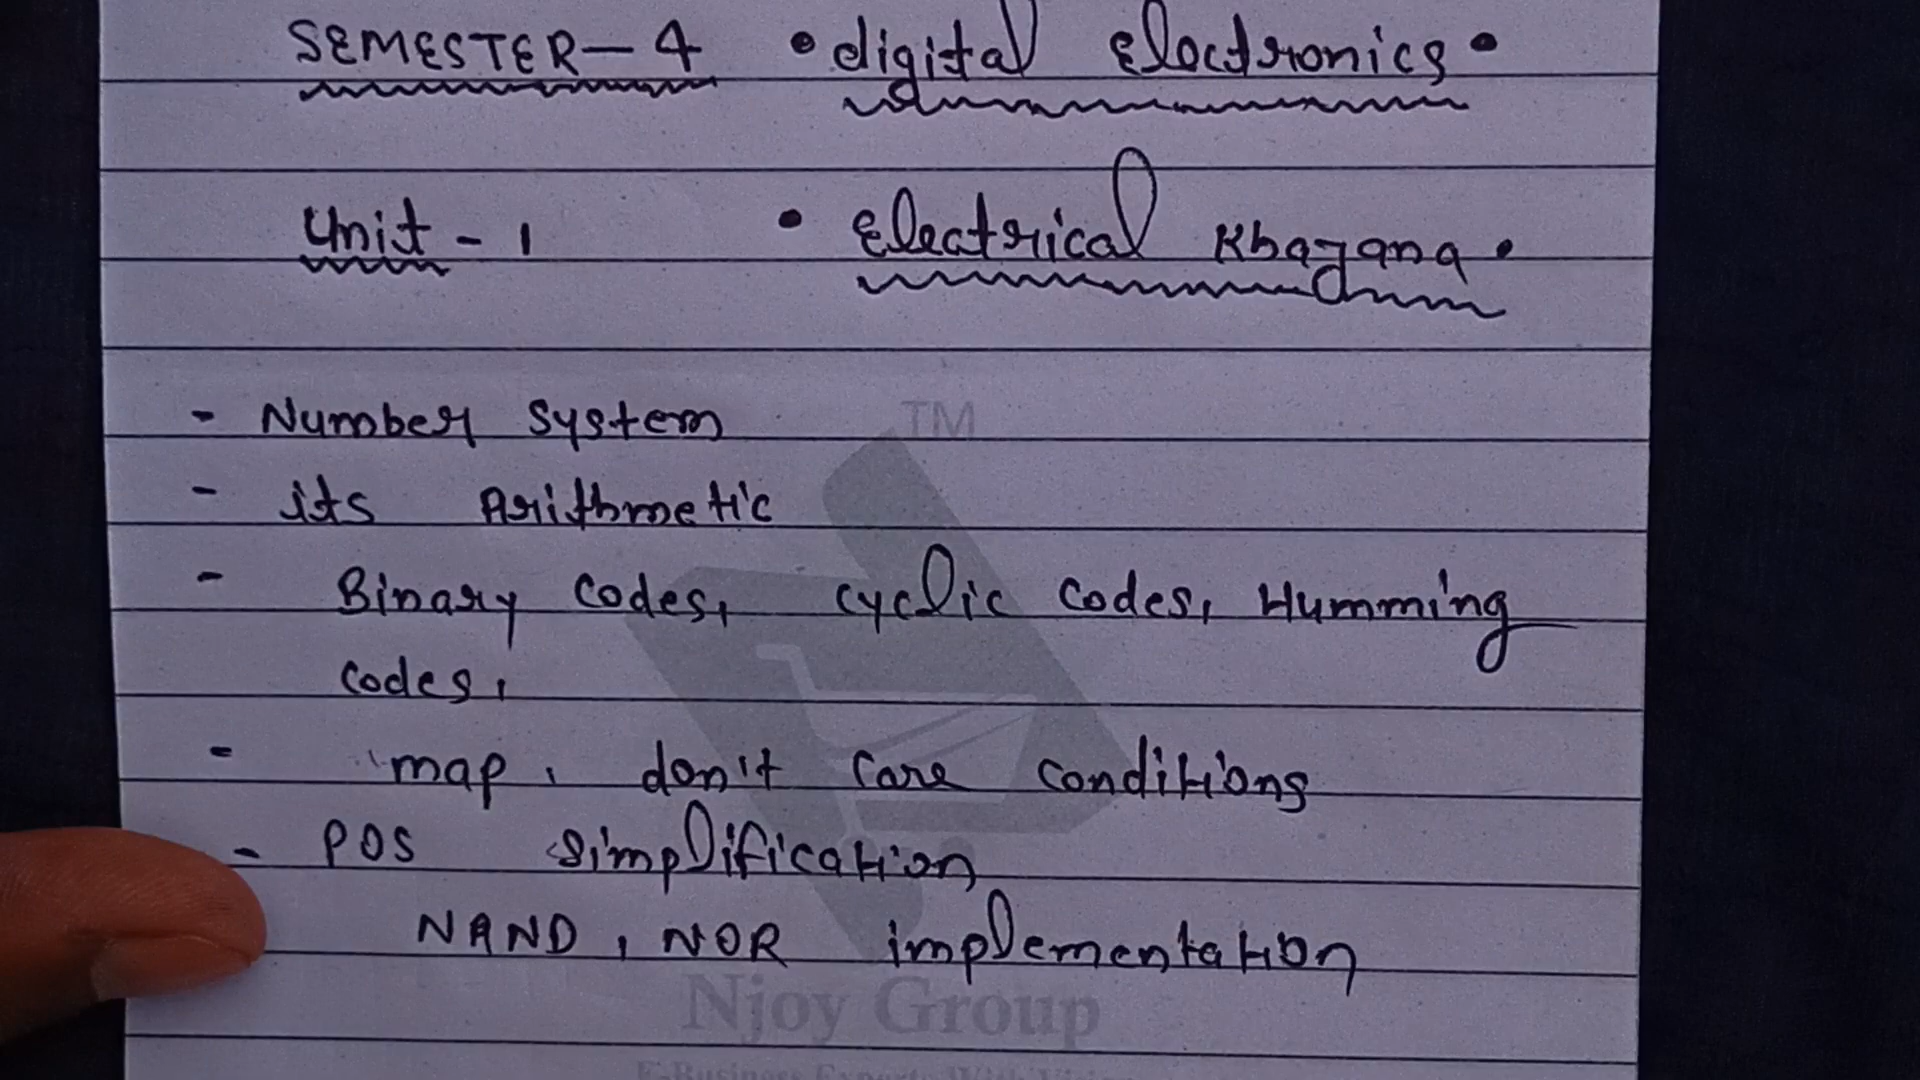 SEMESTER-4 • digital Electronics •
Unit - 1 • Electrical Khazana •
- Number System
TM
- its Arithmetic
- Binary codes, cyclic codes, Humming
codes,
- map, don't care conditions
- POS simplification
NAND, NOR implementation
Njoy Group